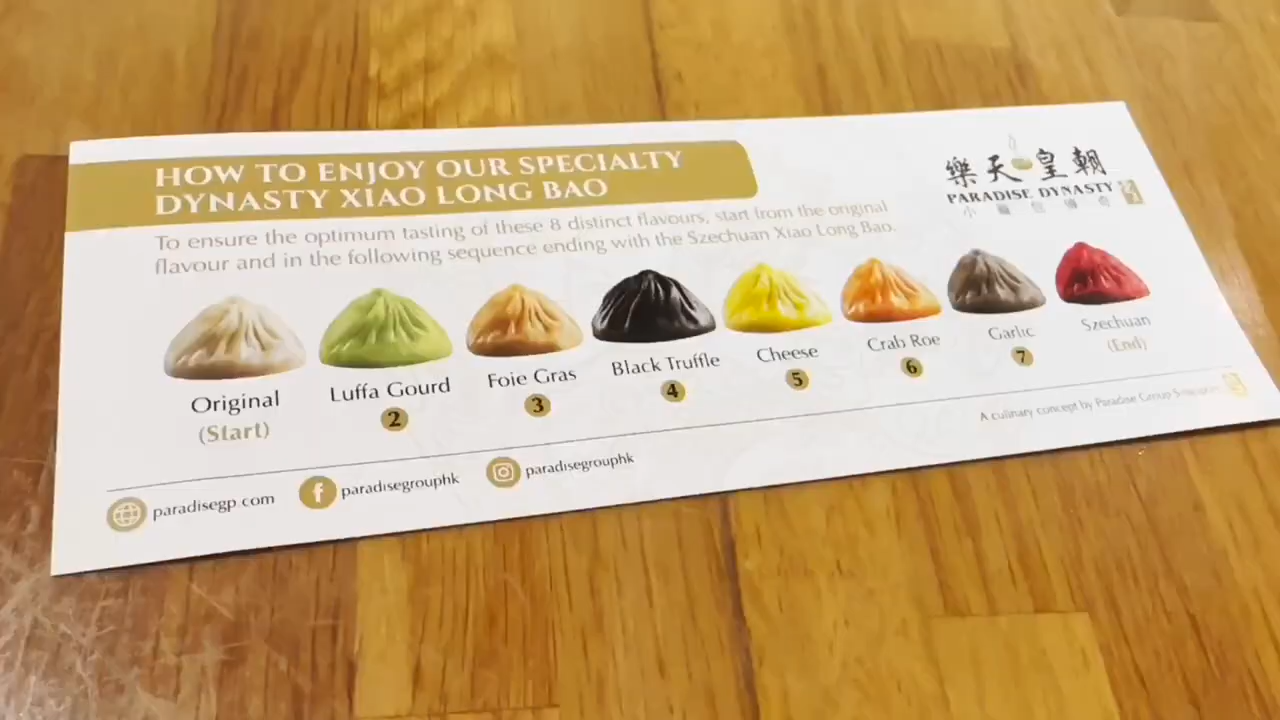 HOW TO ENJOY OUR SPECIALTY
DYNASTY XIAO LONG BAO
To ensure the optimum tasting of these 8 distinct flavours, start from the original
flavour and in the following sequence ending with the Szechuan Xiao Long Bao.
樂天皇朝
PARADISE DYNASTY
Original
(Start)
Luffa Gourd
2
Foie Gras
3
Black Truffle
4
Cheese
5
Crab Roe
6
Garlic
7
Szechuan
(End)
A culinary concept by Paradise Group
paradisegp.com
paradisegrouphk
paradisegrouphk